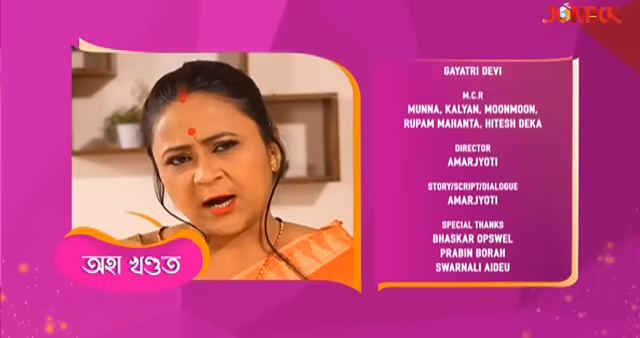 JONACK
GAYATRI DEVI
M.C.R
MUNNA, KALYAN, MOONMOON,
RUPAM MAHANTA, HITESH DEKA
DIRECTOR
AMARJYOTI
STORY/SCRIPT/DIALOGUE
AMARJYOTI
SPECIAL THANKS
BHASKAR OPSWEL
PRABIN BORAH
SWARNALI AIDEU
অহা খণ্ডত